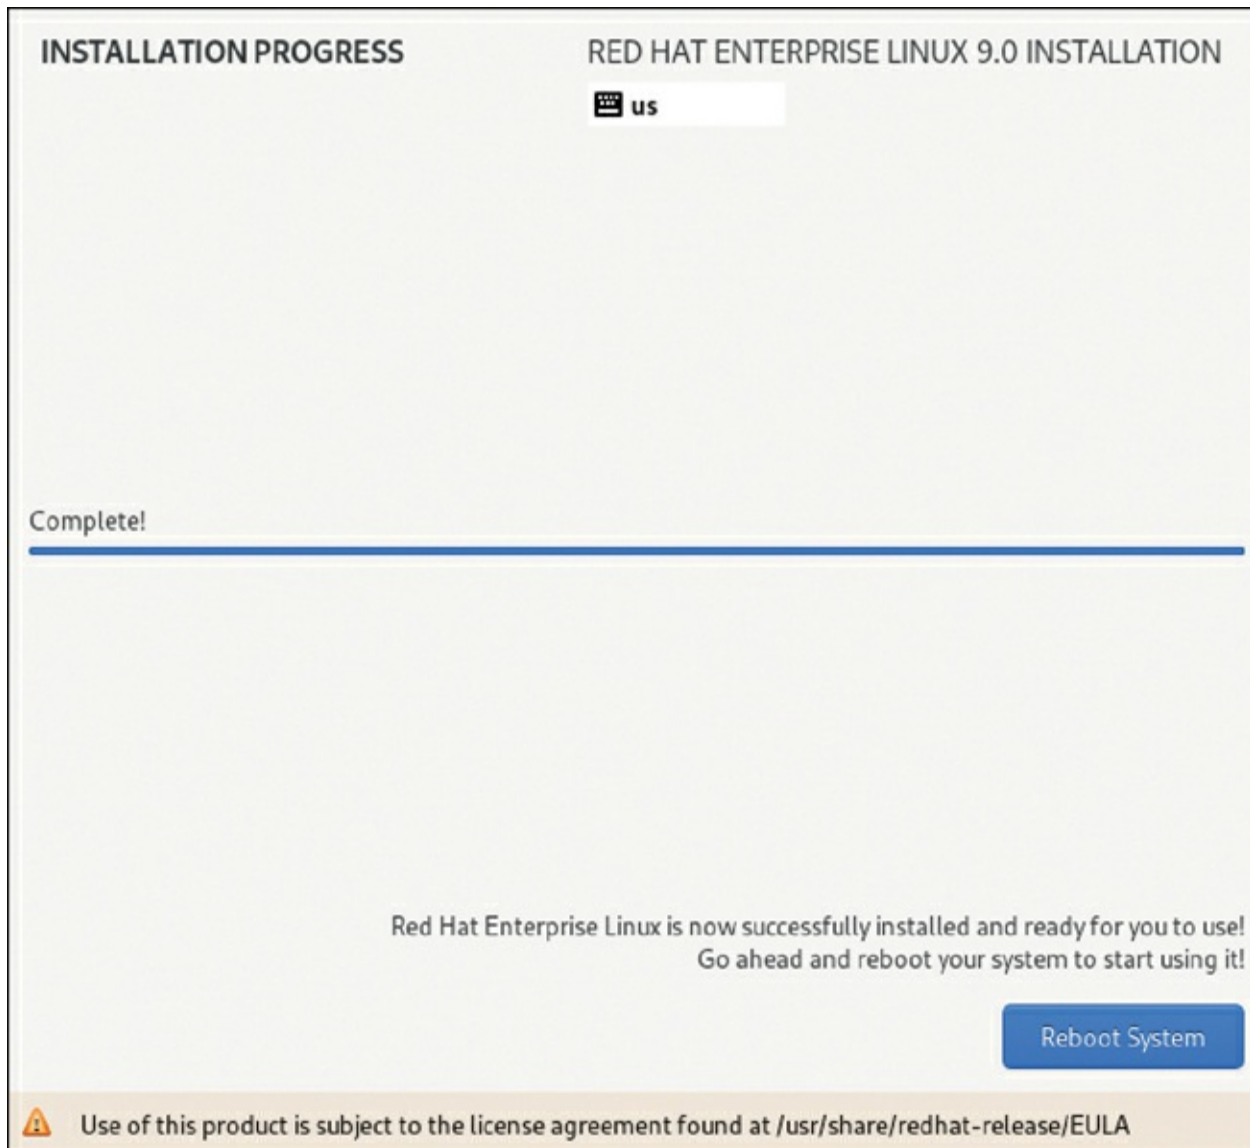 INSTALLATION PROGRESS
RED HAT ENTERPRISE LINUX 9.0 INSTALLATION
us
Complete!
Red Hat Enterprise Linux is now successfully installed and ready for you to use!
Go ahead and reboot your system to start using it!
Reboot System
Use of this product is subject to the license agreement found at /usr/share/redhat-release/EULA